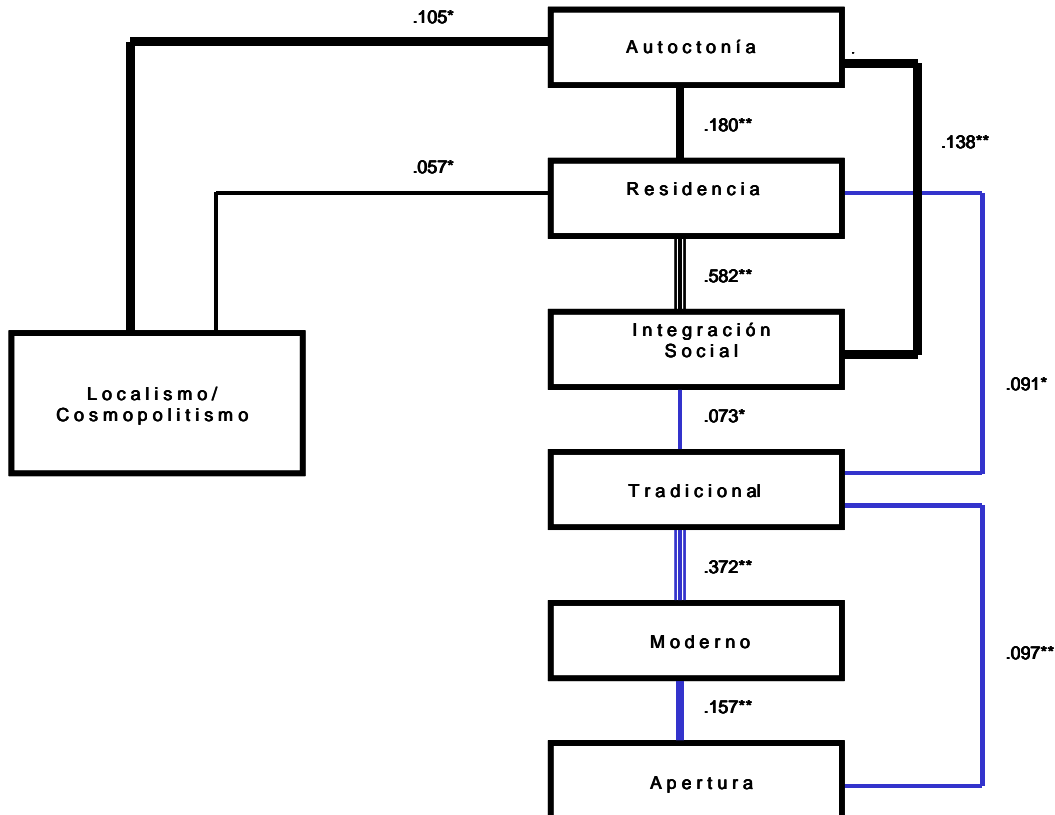 .105*
Autoctonía
.
.180**
.138**
.057*
Residencia
.582**
Integración
Social
Localismo/
Cosmopolitismo
.091*
.073*
Tradicional
.372**
Moderno
.097**
.157**
Apertura